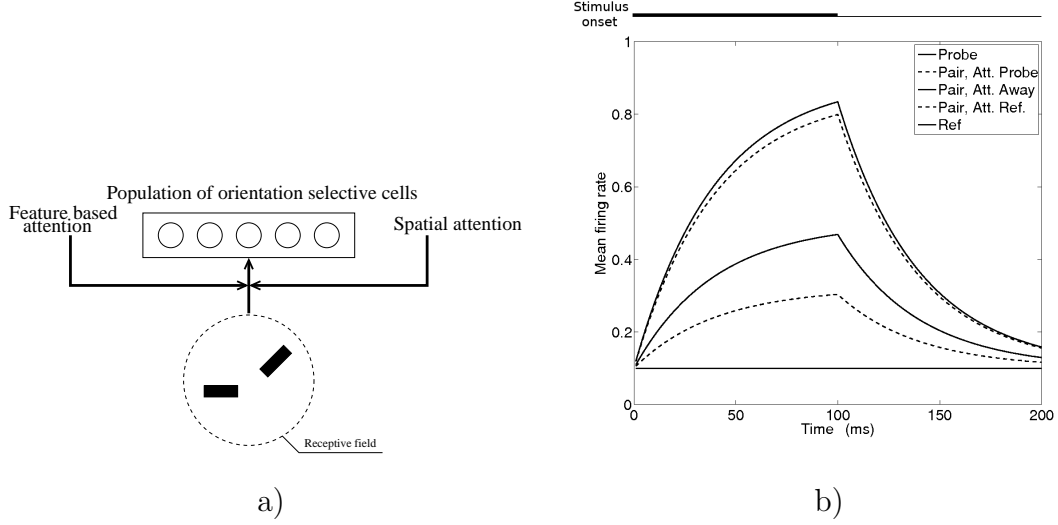 Population of orientation selective cells
Feature based
attention
Spatial attention
Receptive field
a)
Stimulus
onset
1
0.8
0.6
0.4
0.2
0
Mean firing rate
Probe
Pair, Att. Probe
Pair, Att. Away
Pair, Att. Ref.
Ref
0
50
100
150
200
Time (ms)
b)